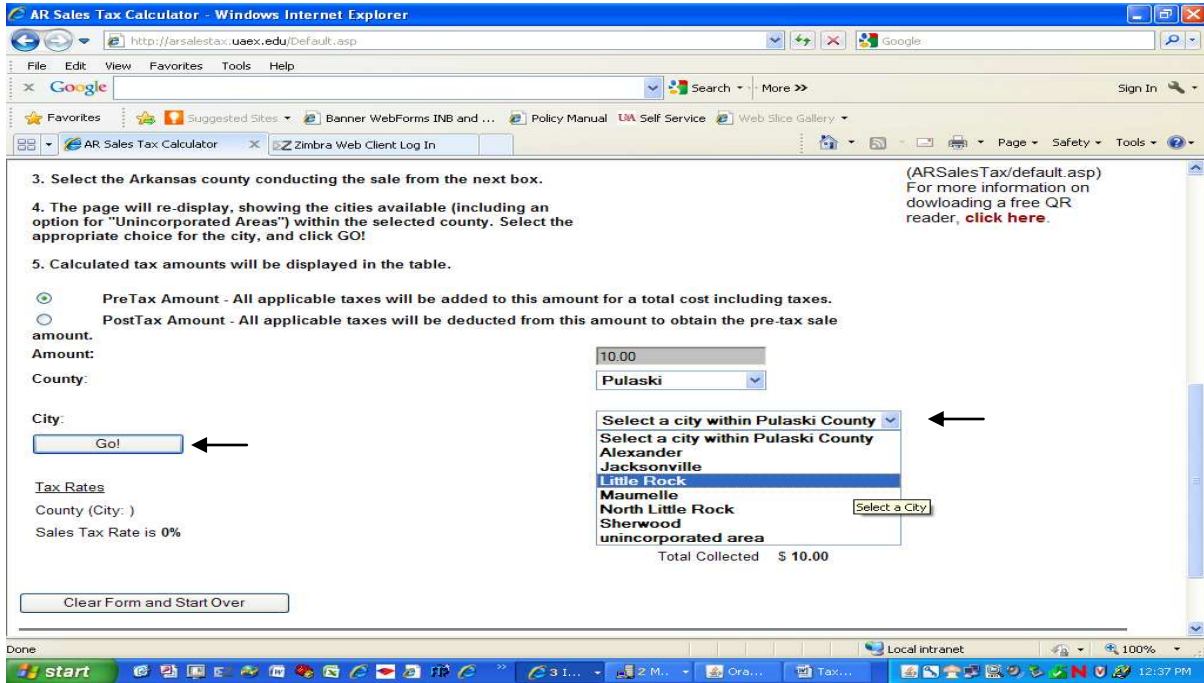 AR Sales Tax Calculator - Windows Internet Explorer
http://arsalestax.uaex.edu/Default.asp
Google
File Edit View Favorites Tools Help
x Google Search More >> Sign In
Favorites Suggested Sites Banner WebForms INB and ... Policy Manual UA Self Service Web Slice Gallery
AR Sales Tax Calculator X Zimbra Web Client Log In Page Safety Tools
3. Select the Arkansas county conducting the sale from the next box.
4. The page will re-display, showing the cities available (including an
option for "Unincorporated Areas") within the selected county. Select the
appropriate choice for the city, and click GO!
5. Calculated tax amounts will be displayed in the table.
(ARSalesTax/default.asp)
For more information on
dowloading a free QR
reader, click here.
PreTax Amount - All applicable taxes will be added to this amount for a total cost including taxes.
PostTax Amount - All applicable taxes will be deducted from this amount to obtain the pre-tax sale
amount.
Amount: 10.00
County: Pulaski
City: Select a city within Pulaski County
Go!
Select a city within Pulaski County
Alexander
Jacksonville
Little Rock
Maumelle
North Little Rock
Sherwood
unincorporated area
Select a City
Tax Rates
County (City: )
Sales Tax Rate is 0%
Total Collected $ 10.00
Clear Form and Start Over
Done Local intranet 100%
start 3 I... 2 M... Ora... Tax... 12:37 PM